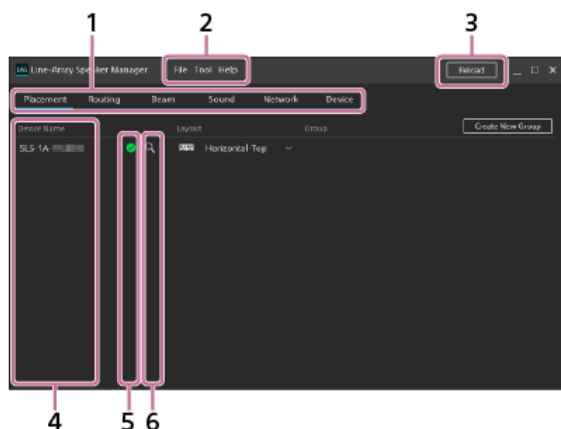 1 2 3
LAS Line-Array Speaker Manager File Tool Help Reload
Placement Routing Beam Sound Network Device
Device Name Layout Group Create New Group
SLS-1A- Horizontal-Top
4 5 6